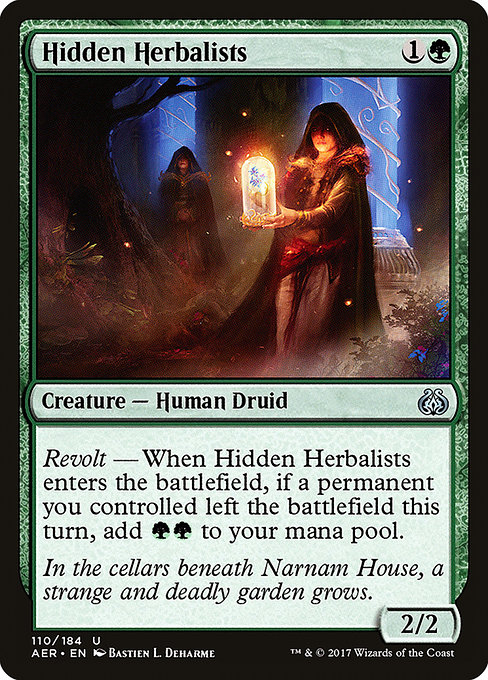 Hidden Herbalists 1
Creature — Human Druid
Revolt — When Hidden Herbalists
enters the battlefield, if a permanent
you controlled left the battlefield this
turn, add to your mana pool.
In the cellars beneath Narnam House, a
strange and deadly garden grows.
2/2
110/184 U
AER • EN Bastien L. Deharme
™ & © 2017 Wizards of the Coast